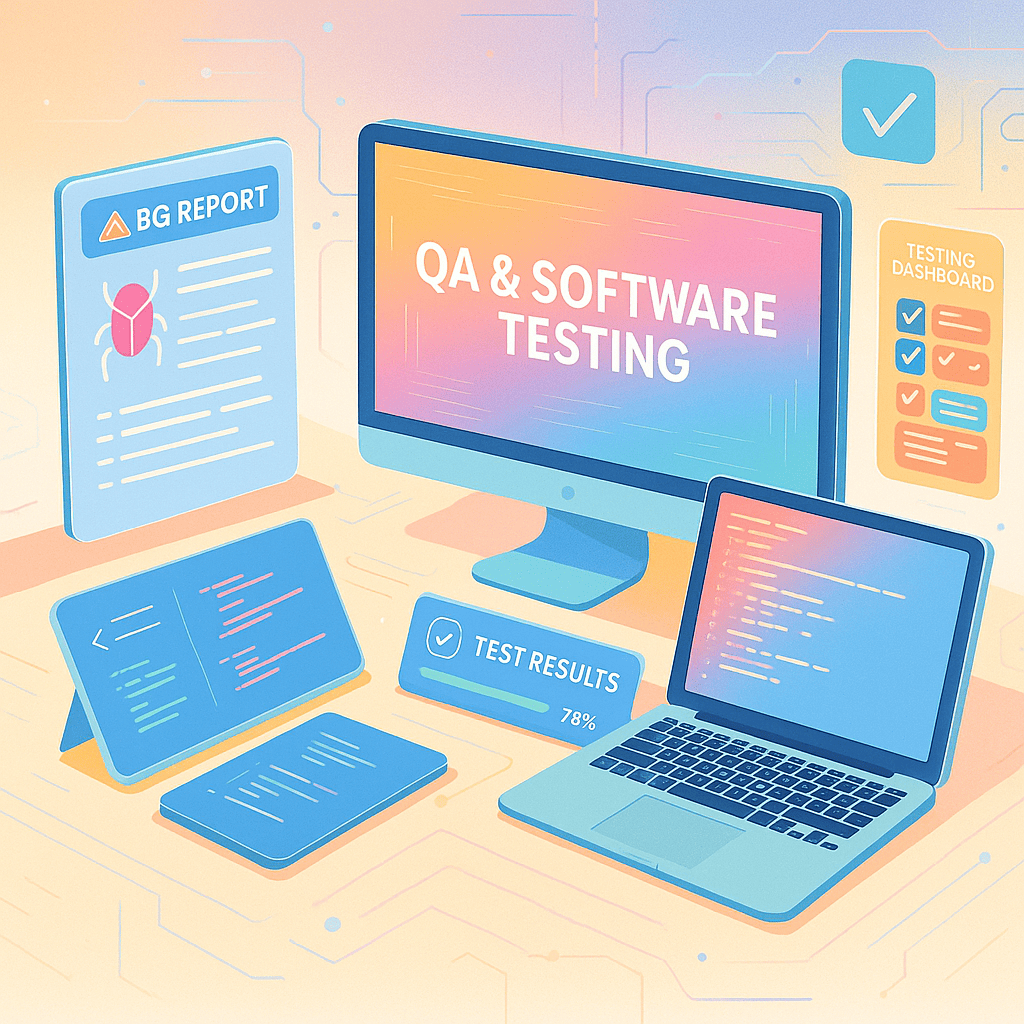 BG REPORT
QA & SOFTWARE
TESTING
TESTING
DASHBOARD
TEST RESULTS
78%